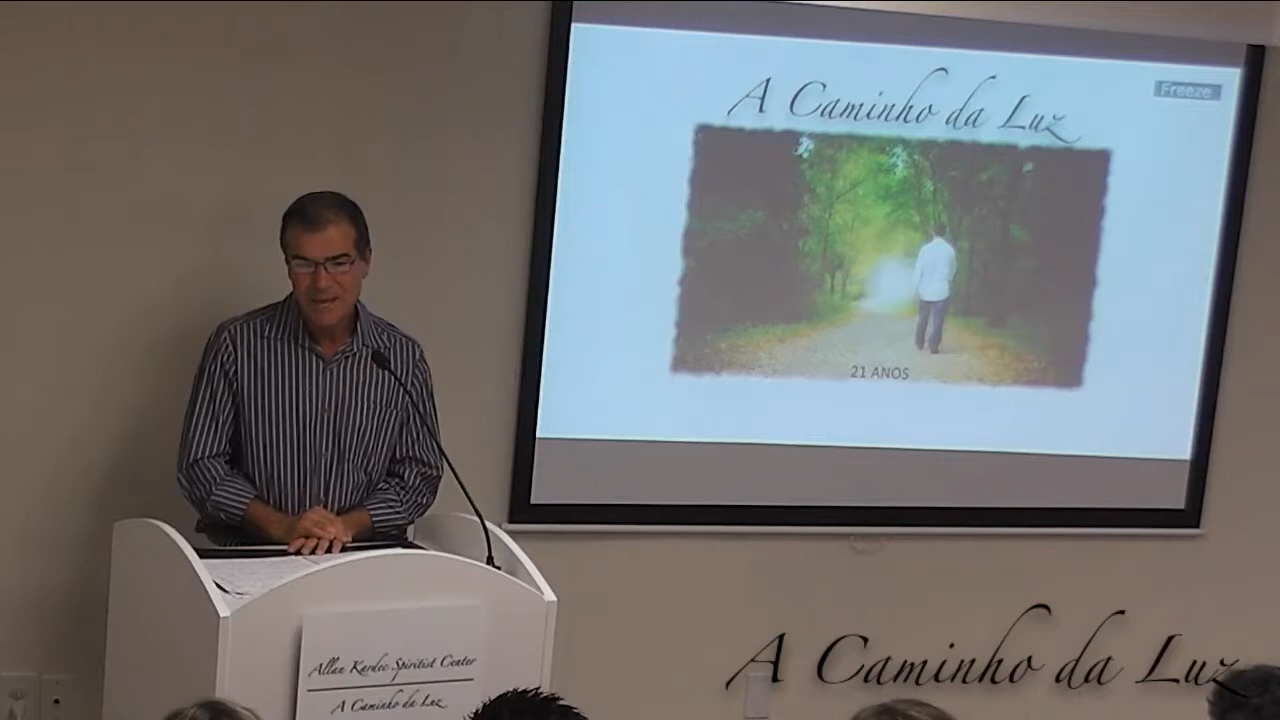 A Caminho da Luz
Freeze
21 ANOS
Allan Kardec Spiritist Center
A Caminho da Luz
A Caminho da Luz